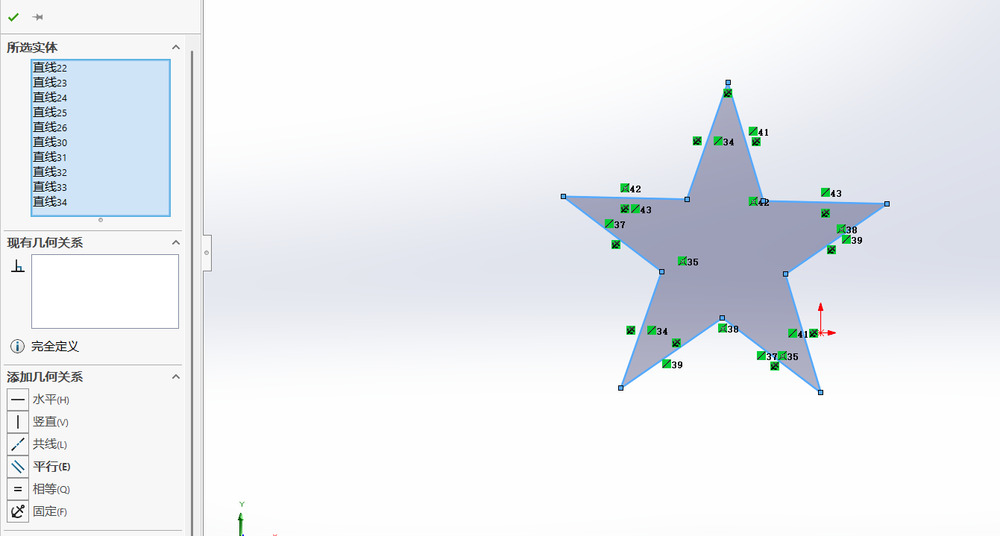 所选实体
直线22
直线23
直线24
直线25
直线26
直线30
直线31
直线32
直线33
直线34
现有几何关系
完全定义
添加几何关系
水平(H)
竖直(V)
共线(L)
平行(E)
相等(Q)
固定(F)
41
34
42
43
43
42
37
38
39
35
34
38
41
39
37
35
Y
X